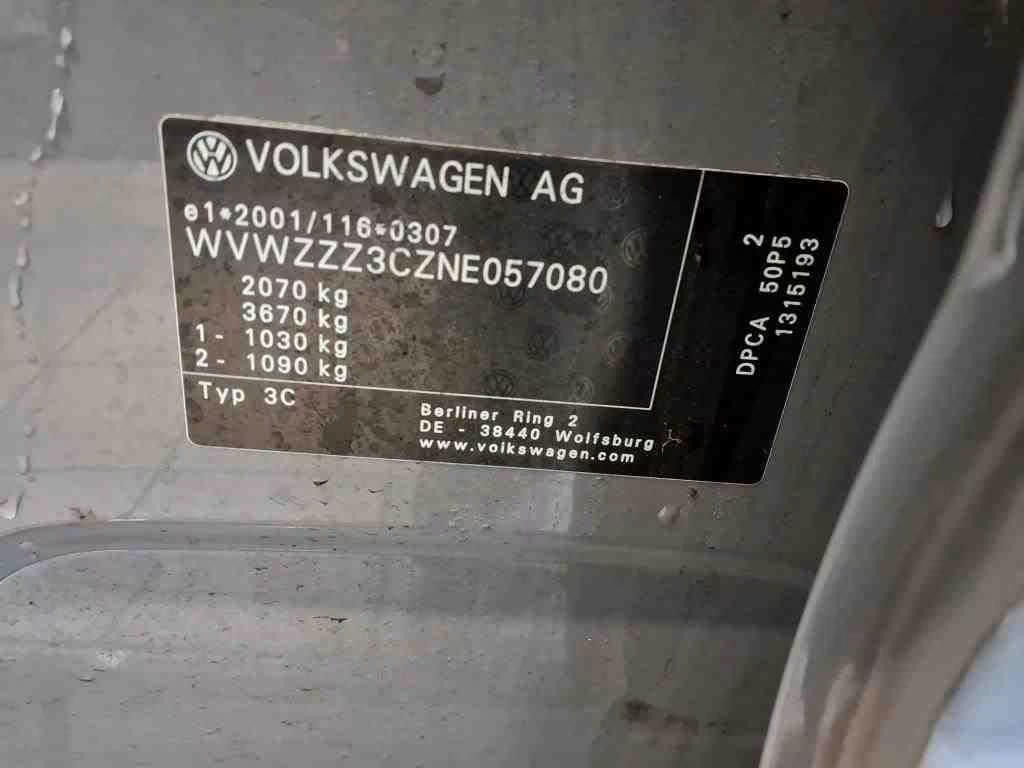 VOLKSWAGEN AG
e1*2001/116*0307
WVWZZZ3CZNE057080
2070 kg
3670 kg
1 - 1030 kg
2 - 1090 kg
Typ 3C
Berliner Ring 2
DE - 38440 Wolfsburg
www.volkswagen.com
2
DPCA 50P5
1315193